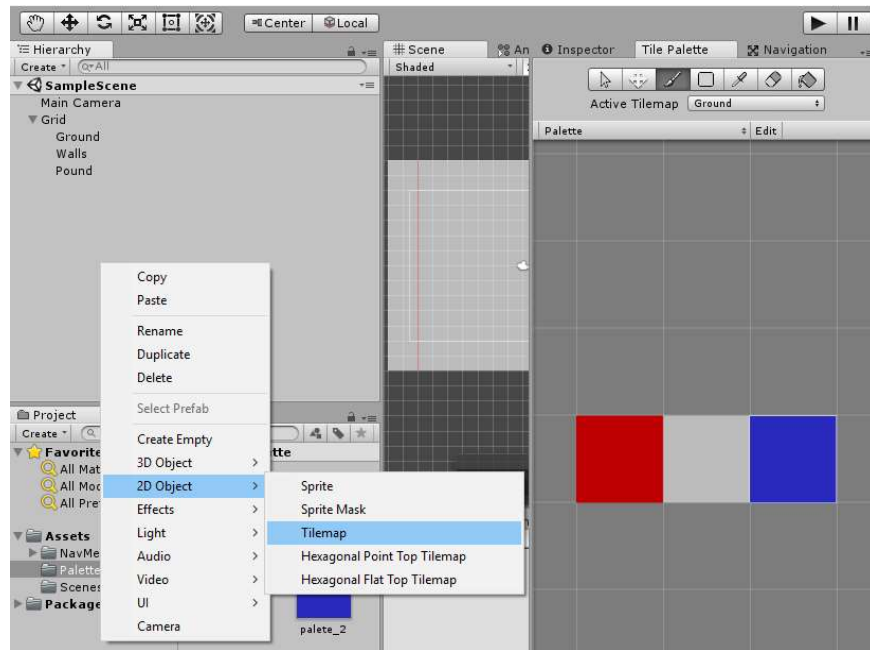 Center Local
Hierarchy
Create All
SampleScene
Main Camera
Grid
Ground
Walls
Pound
Scene An
Shaded
Inspector Tile Palette Navigation
Active Tilemap Ground
Palette Edit
Copy
Paste
Rename
Duplicate
Delete
Select Prefab
Create Empty
3D Object
2D Object
Effects
Light
Audio
Video
UI
Camera
Sprite
Sprite Mask
Tilemap
Hexagonal Point Top Tilemap
Hexagonal Flat Top Tilemap
Project
Create
Favorite
All Mat
All Mod
All Pre
Assets
NavMe
Palette
Scenes
Package
tte
palete_2